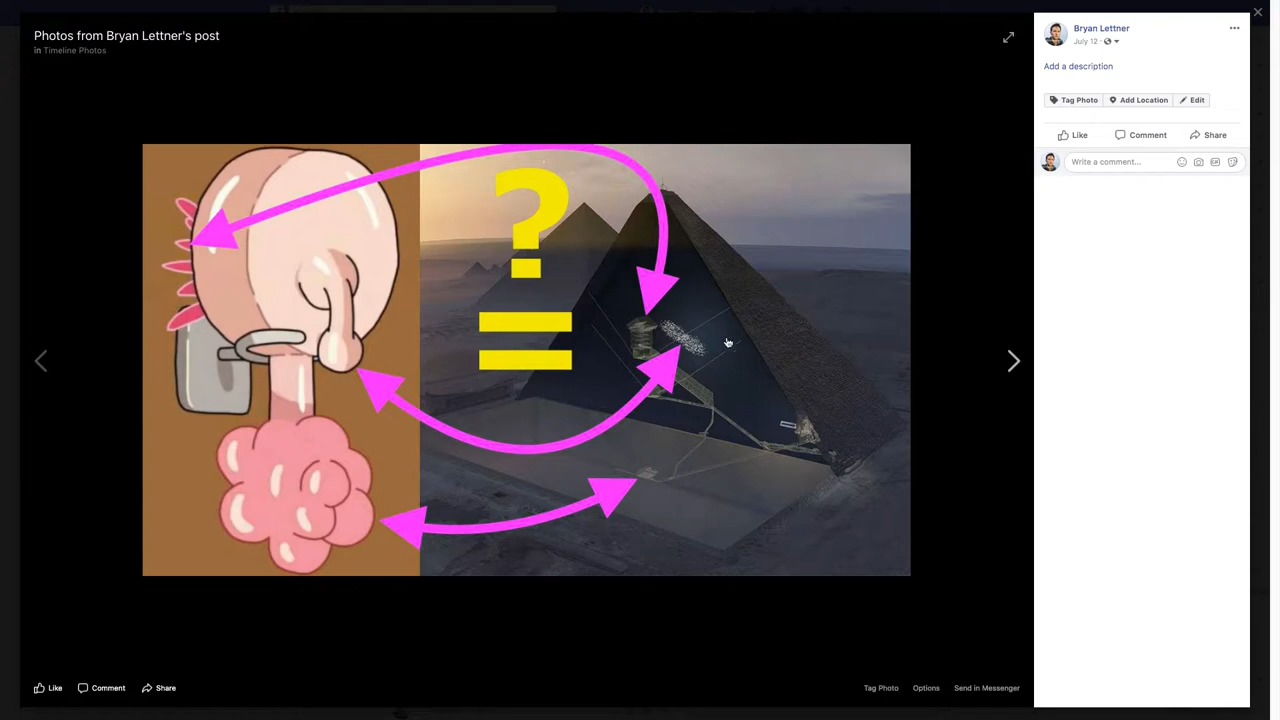 Photos from Bryan Lettner's post
in Timeline Photos
Bryan Lettner
July 12
Add a description
Tag Photo
Add Location
Edit
Like
Comment
Share
Write a comment...
GIF
?
=
Like
Comment
Share
Tag Photo
Options
Send in Messenger